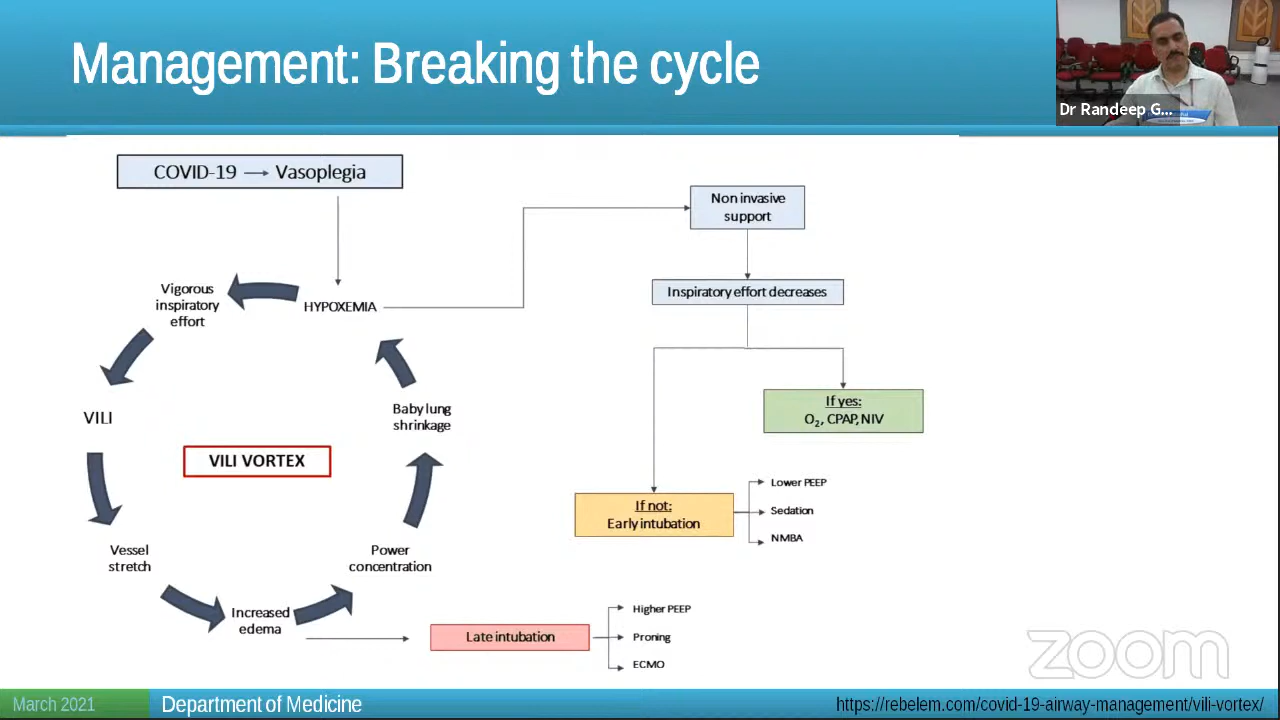 Management: Breaking the cycle
Dr Randeep G...
COVID-19 → Vasoplegia
Non invasive
support
Inspiratory effort decreases
Vigorous
inspiratory
effort
HYPOXEMIA
If yes:
O₂, CPAP, NIV
Baby lung
shrinkage
VILI
VILI VORTEX
If not:
Early intubation
Lower PEEP
Sedation
NMBA
Vessel
stretch
Power
concentration
Increased
edema
Late intubation
Higher PEEP
Proning
ECMO
zoom
March 2021
Department of Medicine
https://rebelem.com/covid-19-airway-management/vili-vortex/